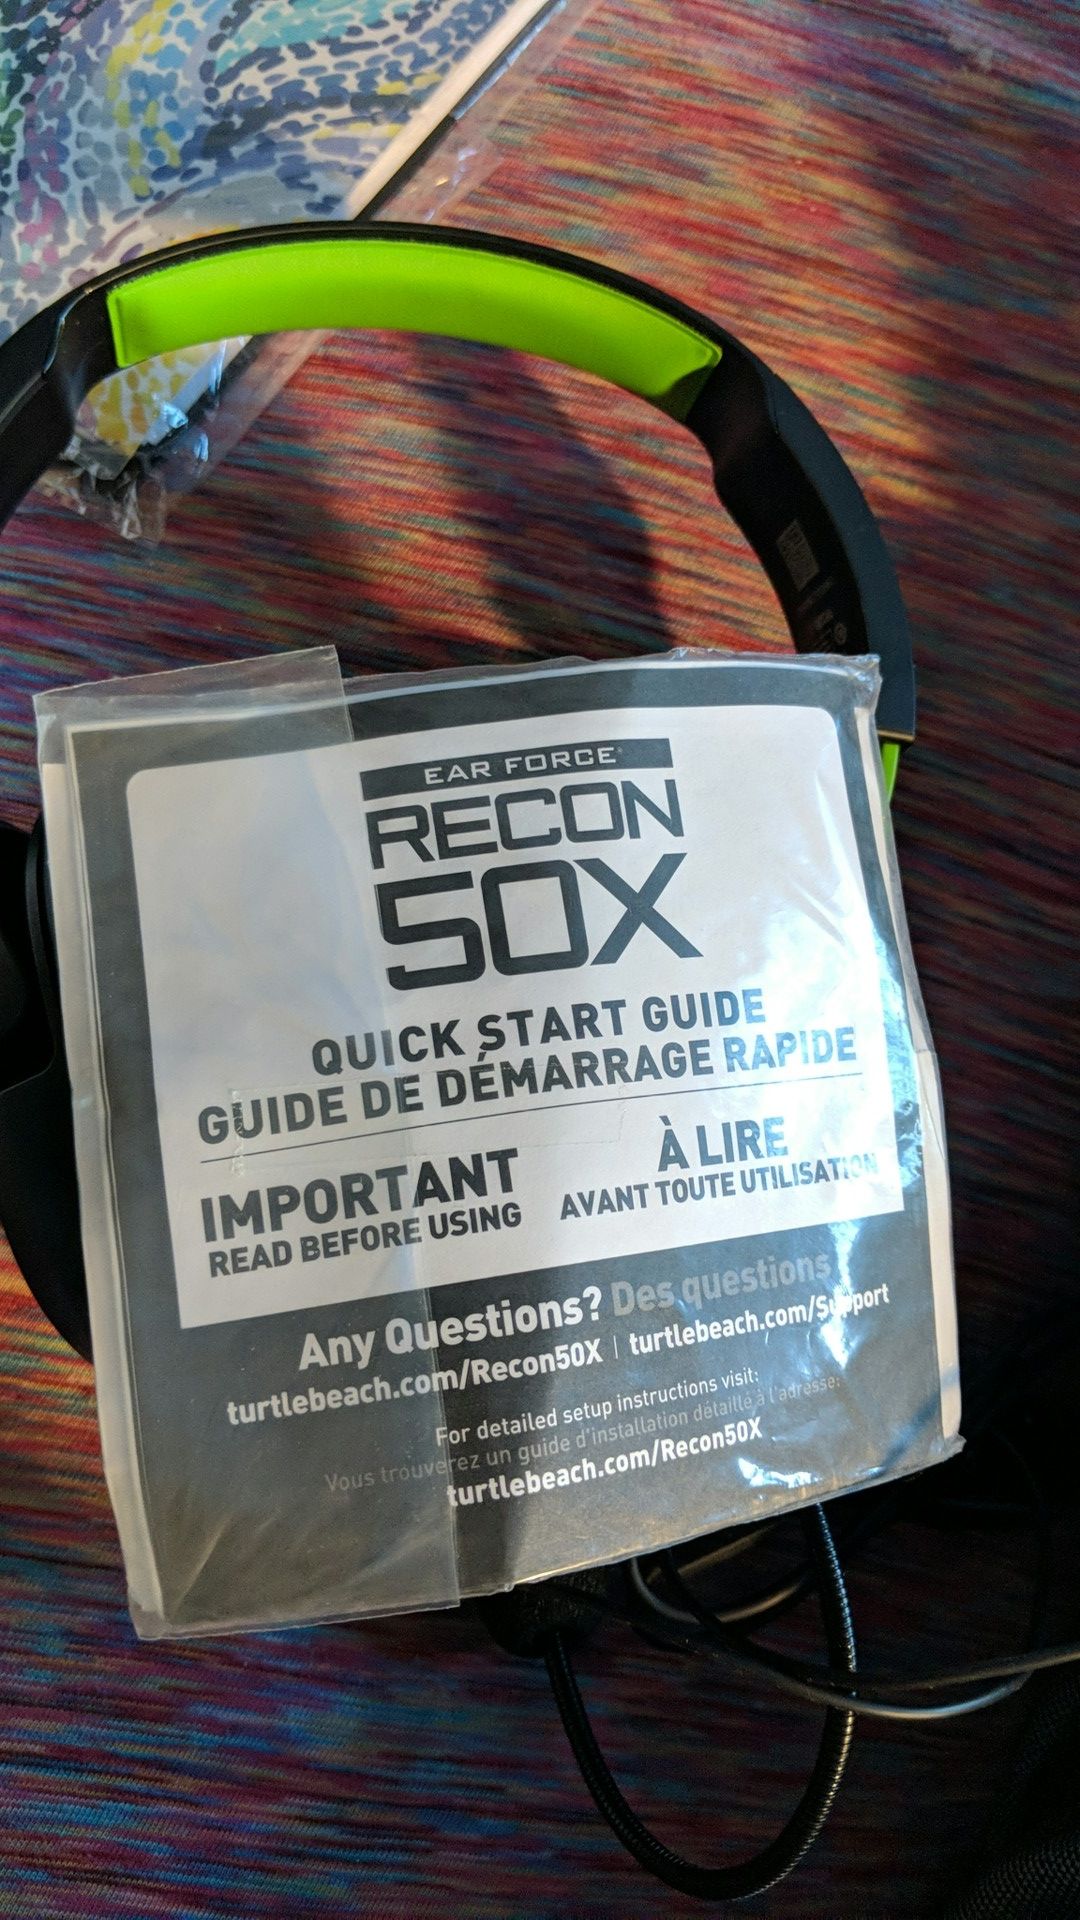 EAR FORCE®
RECON
50X
QUICK START GUIDE
GUIDE DE DÉMARRAGE RAPIDE
IMPORTANT
READ BEFORE USING
À LIRE
AVANT TOUTE UTILISATION
Any Questions? Des questions
turtlebeach.com/Recon50X | turtlebeach.com/Support
For detailed setup instructions visit:
Vous trouverez un guide d'installation détaillé à l'adresse:
turtlebeach.com/Recon50X